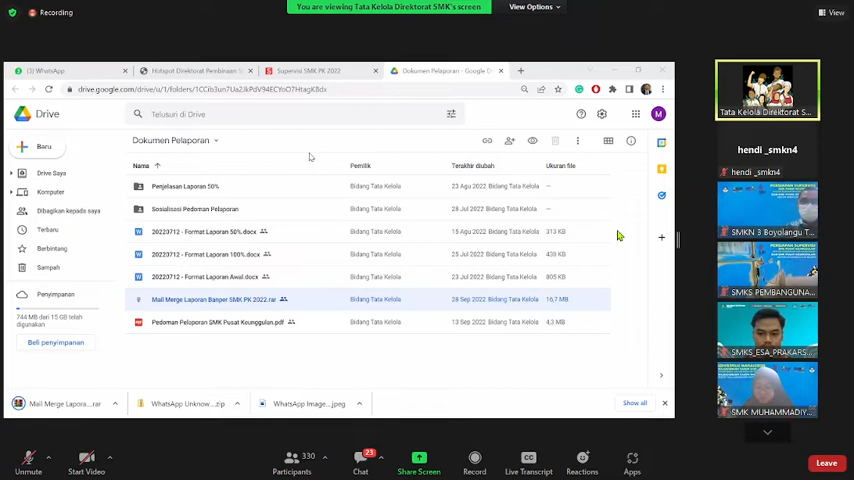 Recording
You are viewing Tata Kelola Direktorat SMK's screen
View Options
View
(3) WhatsApp
Hotspot Direktorat Pembinaan S
Supervisi SMK PK 2022
Dokumen Pelaporan - Google D
Drive
Telusuri di Drive
Baru
Dokumen Pelaporan
Nama
Pemilik
Terakhir diubah
Ukuran file
Drive Saya
Komputer
Dibagikan kepada saya
Terbaru
Berbintang
Sampah
Penyimpanan
744 MB dari 15 GB telah
digunakan
Beli penyimpanan
Penjelasan Laporan 50%
Bidang Tata Kelola
23 Agu 2022 Bidang Tata Kelola
—
Sosialisasi Pedoman Pelaporan
Bidang Tata Kelola
28 Jul 2022 Bidang Tata Kelola
—
20223712 - Format Laporan 50%.docx
Bidang Tata Kelola
15 Agu 2022 Bidang Tata Kelola
313 KB
20223712 - Format Laporan 100%.docx
Bidang Tata Kelola
25 Jul 2022 Bidang Tata Kelola
439 KB
20223712 - Format Laporan Awal.docx
Bidang Tata Kelola
23 Jul 2022 Bidang Tata Kelola
805 KB
Mail Merge Laporan Banper SMK PK 2022.rar
Bidang Tata Kelola
28 Sep 2022 Bidang Tata Kelola
16,7 MB
Pedoman Pelaporan SMK Pusat Keunggulan.pdf
Bidang Tata Kelola
13 Sep 2022 Bidang Tata Kelola
4,3 MB
Mail Merge Lapora....rar
WhatsApp Unknow....zip
WhatsApp Image....jpeg
Show all
Tata Kelola Direktorat S...
hendi _smkn4
hendi _smkn4
SMKN 3 Boyolangu T...
SMKS PEMBANGUNA...
SMKS_ESA_PRAKARS...
SMK MUHAMMADIY...
Unmute
Start Video
330
Participants
23
Chat
Share Screen
Record
CC
Live Transcript
Reactions
Apps
Leave